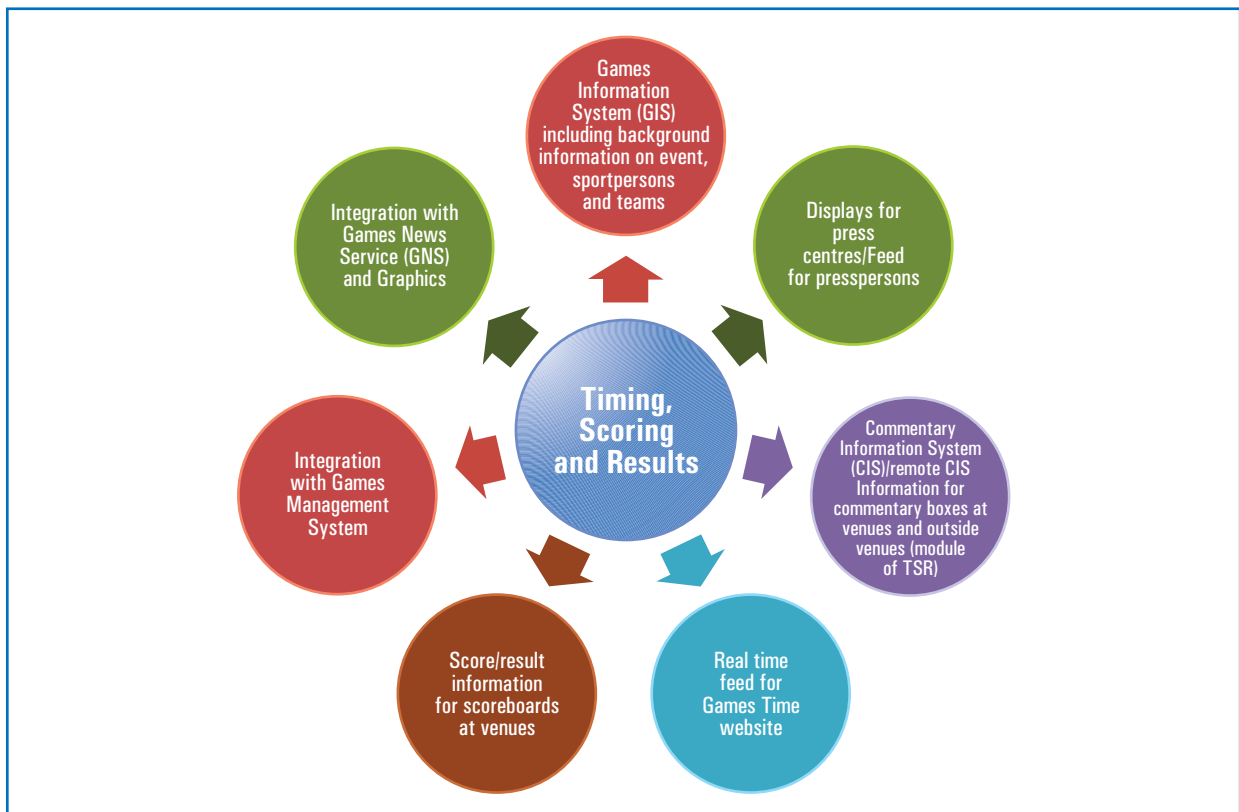 Games
Information
System (GIS)
including background
information on event,
sportpersons
and teams
Displays for
press
centres/Feed
for presspersons
Commentary
Information System
(CIS)/remote CIS
Information for
commentary boxes at
venues and outside
venues (module
of TSR)
Real time
feed for
Games Time
website
Score/result
information
for scoreboards
at venues
Integration
with Games
Management
System
Integration with
Games News
Service (GNS)
and Graphics
Timing,
Scoring
and Results